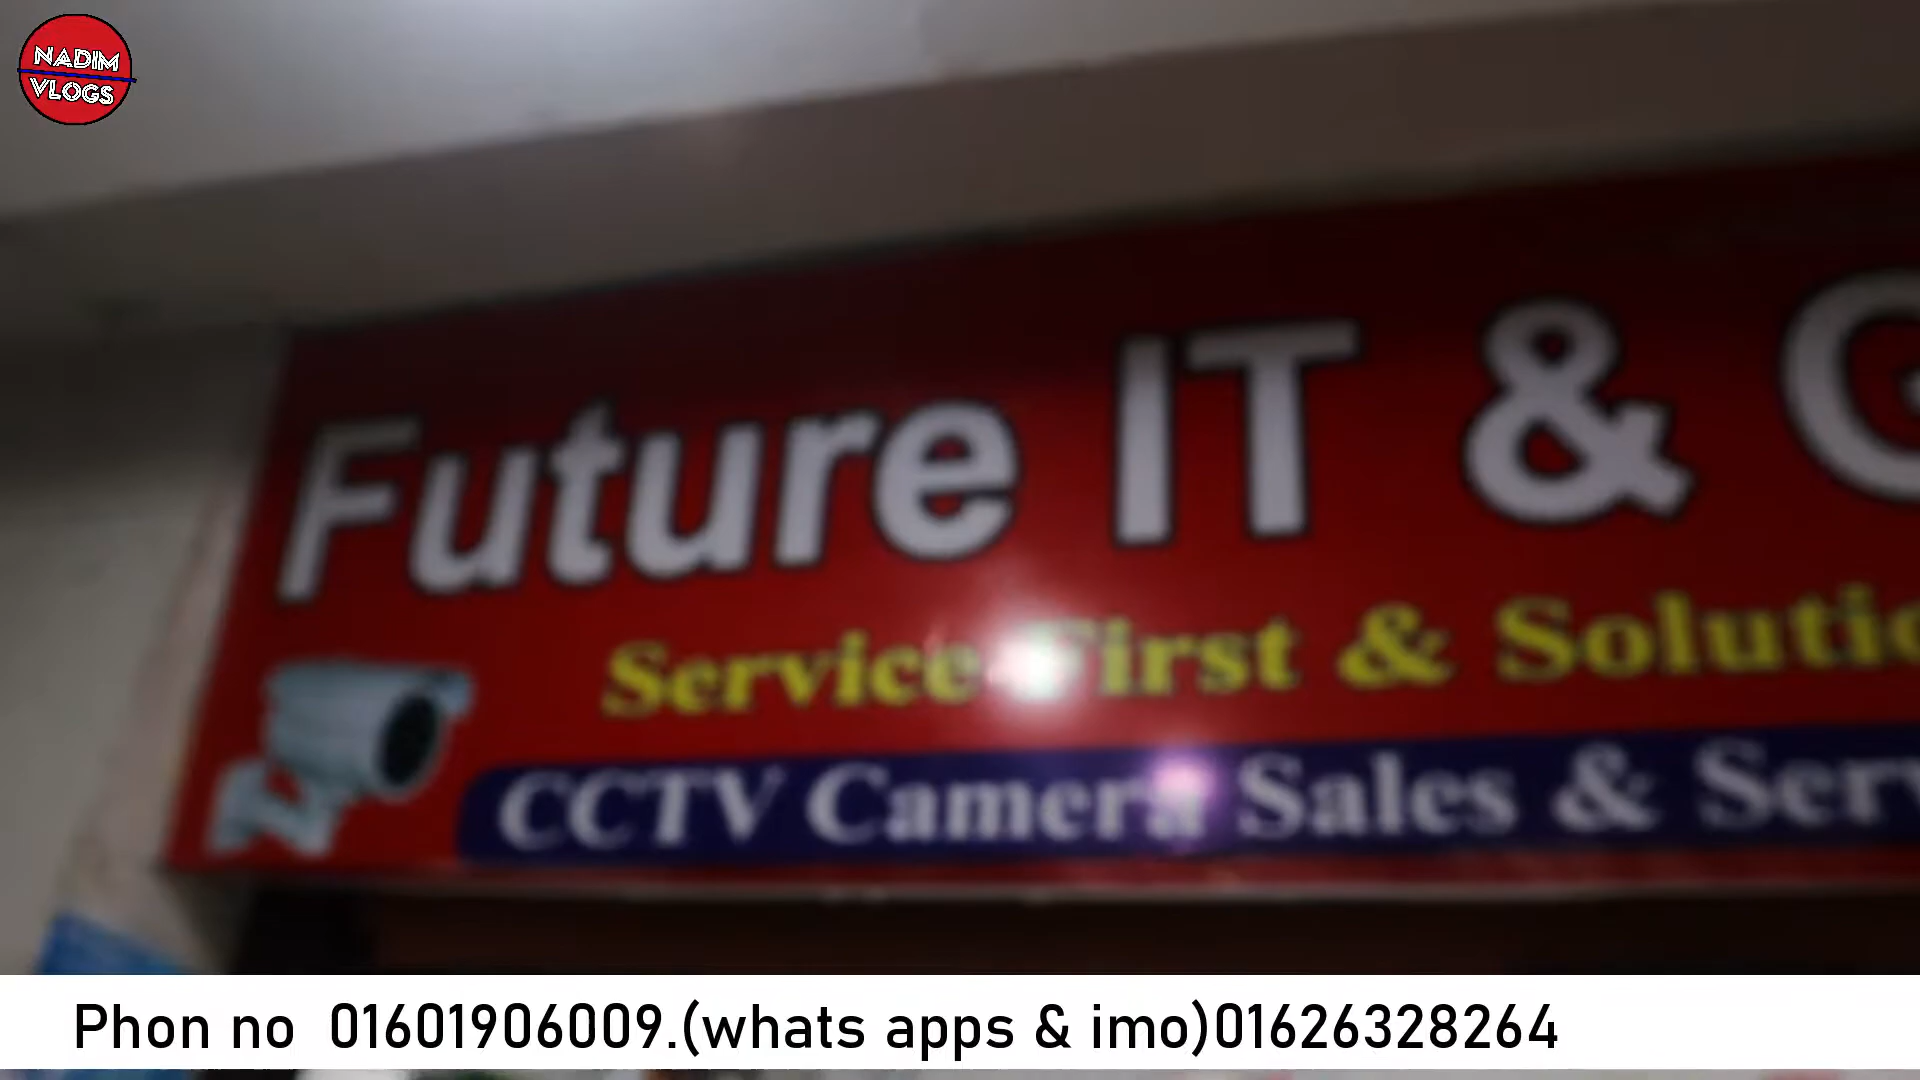 NADIM
VLOGS
Future IT & G
Service First & Solutio
CCTV Camera Sales & Serv
Phon no 01601906009.(whats apps & imo)01626328264